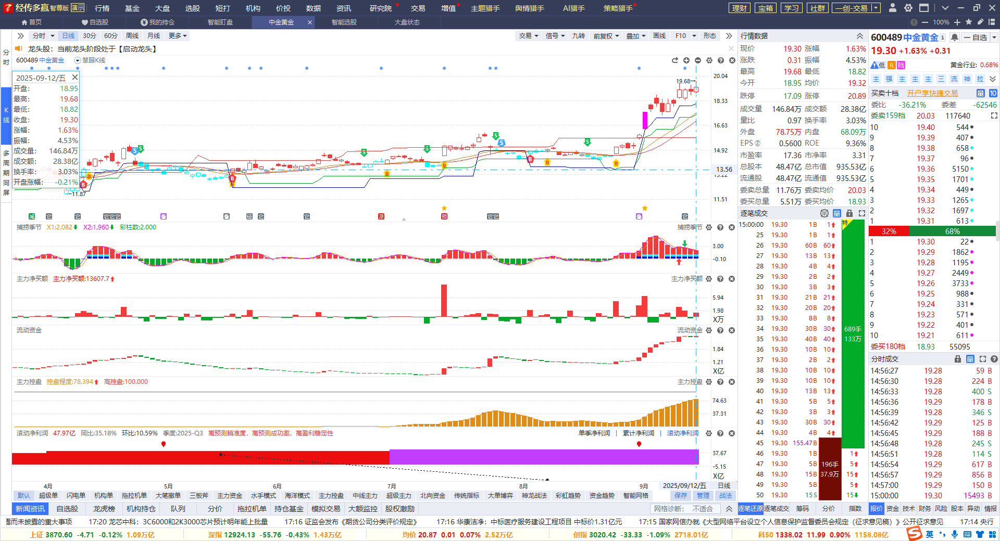 经传多赢 智尊版 演示 行情 基金 大盘 选股 短打 机构 价投 数据 资讯 研究院 交易 增值 主题猎手 舆情猎手 AI猎手 策略猎手 理财 宝箱 学习 社群 一创-交易
首页 自选股 我的持仓 智能盯盘 中金黄金 智能选股 大盘状态 100%
分时 日线 30分 60分 周线 月线 更多 交易 信号 九转 前复权 叠加 画线 F10 形态
龙头股：当前龙头阶段处于【启动龙头】
600489 中金黄金 慧眼K线
分时
K线
多周期同屏
2025-09-12/五
开盘: 18.95
最高: 19.68
最低: 18.82
收盘: 19.30
涨幅: 1.63%
振幅: 4.53%
成交量: 146.84万
成交额: 28.38亿
换手率: 3.03%
开盘涨幅: -0.21%
19.68
11.87
20.04
18.33
16.63
14.92
13.56
13.22
11.51
捕捞季节 X1:2.082 X2:1.960 彩柱数:2.000 捕捞季节
3.00
-0.10
主力净买额 主力净买额:13607.7 主力净买额
5.94
1.98
X万
流动资金 流动资金
1.84
1.21
X亿
主力控盘 控盘程度:78.394 高控盘:100.000 主力控盘
74.63
37.31
滚动净利润 47.97亿 同比:35.18% 环比:10.59% 季度:2025-Q3 高预测精准度，高预测成功率，高盈利稳定性 单季净利润 | 累计净利润 | 滚动净利润
37.67
-5.15
X亿
4月 5月 6月 7月 8月 9月 2025/09/12/五 日线
默认 超级单 闪电单 机构单 拖拉机单 大笔撤单 三板斧 主力资金 水手模式 海洋模式 主力控盘 中线主力 超级主力 北向资金 传统指标 大单博弈 神龙战法 彩虹趋势 资金趋势 智能网格 保存 管理 战法
新闻资讯 自选股 龙虎榜 机构持仓 队列 分价 拖拉机单 持仓基金 模拟交易 大额监控 股权激励 网格诊断: 不适合
行情数据
现价 19.30 涨幅 1.63%
涨跌 0.31 振幅 4.53%
最高 19.68 最低 18.82
今开 18.95 均价 19.32
跌停 17.09 涨停 20.89
成交量 146.84万 成交额 28.38亿
量比 0.97 换手率 3.03%
外盘 78.75万 内盘 68.09万
EPS② 0.5600 ROE 9.36%
市盈率 17.36 市净率 3.31
总股本 48.47亿 总市值 935.53亿
流通股 48.47亿 流通值 935.53亿
委卖总量 11.76万 委卖均价 20.03
委买总量 5.51万 委买均价 18.93
逐笔成交 量
15:00:00 19.30 1B 1
25 19.30 1B 1
26 19.30 60B 60
27 19.30 13B 13
28 19.30 4B 4
29 19.30 2B 2
30 19.30 3B 3
31 19.30 21B 21
32 19.30 20B 20
33 19.30 8B 8
34 19.30 30B 30
35 19.30 40B 40
36 19.30 10B 10
37 19.30 2B 2
38 19.30 10B 10
39 19.30 10B 10
40 19.30 13B 13
41 19.30 5B 5
42 19.30 3B 3
43 19.30 30B 30
44 19.30 4B 4
45 19.30 155.47B
46 19.30 1B 1
47 19.30 5B 5
48 19.30 15B 15
49 19.30 5B 5
50 19.30 15S 15
特
689手
133万
196手
37.9万
逐笔还原 逐笔成交 筹码 分价 指数
600489 中金黄金 自选
19.30 +1.63% +0.31
低 R 陆 黄金行业: 0.68%
主 强 主 主 主 三 流 神 拉
买卖十档 开户享快捷交易 量 10
委比 -36.21% 委差 -62546
委卖159档 20.03 117640
10 19.40 544
9 19.39 407
8 19.38 658
7 19.37 96
6 19.36 5150
5 19.35 1701
4 19.34 449
3 19.33 1265
2 19.32 1697
1 19.31 613
32% 68%
1 19.30 22
2 19.29 1862
3 19.28 1195
4 19.27 2449
5 19.26 3733
6 19.25 988
7 19.24 331
8 19.23 571
9 19.22 401
10 19.21 611
委买180档 18.93 55095
分时成交 量
14:56:27 19.28 59 B
14:56:30 19.28 224 B
14:56:33 19.28 400 S
14:56:36 19.29 178 B
14:56:39 19.29 346 S
14:56:42 19.29 125 B
14:56:45 19.29 188 B
14:56:48 19.28 245 S
14:56:51 19.28 114 S
14:56:54 19.29 617 B
14:56:57 19.29 856 B
14:57:00 19.29 150 B
15:00:00 19.30 15493 B
报价 资金 技术 财务 风险 股本 异动 情报
而未披露的重大事项 17:20 龙芯中科：3C6000和2K3000芯片预计明年能上批量 17:16 证监会发布《期货公司分类评价规定》 17:16 华康洁净：中标医疗服务建设工程项目 中标价1.31亿元 17:15 国家网信办就《大型网络平台设立个人信息保护监督委员会规定（征求意见稿）》公开征求意见 17:14 央行
上证 3870.60 -4.71 -0.12% 1.09万亿 深指 12924.13 -55.76 -0.43% 1.43万亿 均价 20.87 0.01 0.07% 2.52万亿 创指 3020.42 -33.33 -1.09% 2718.01亿 科50 1338.02 11.99 0.90% 1158.08亿 英